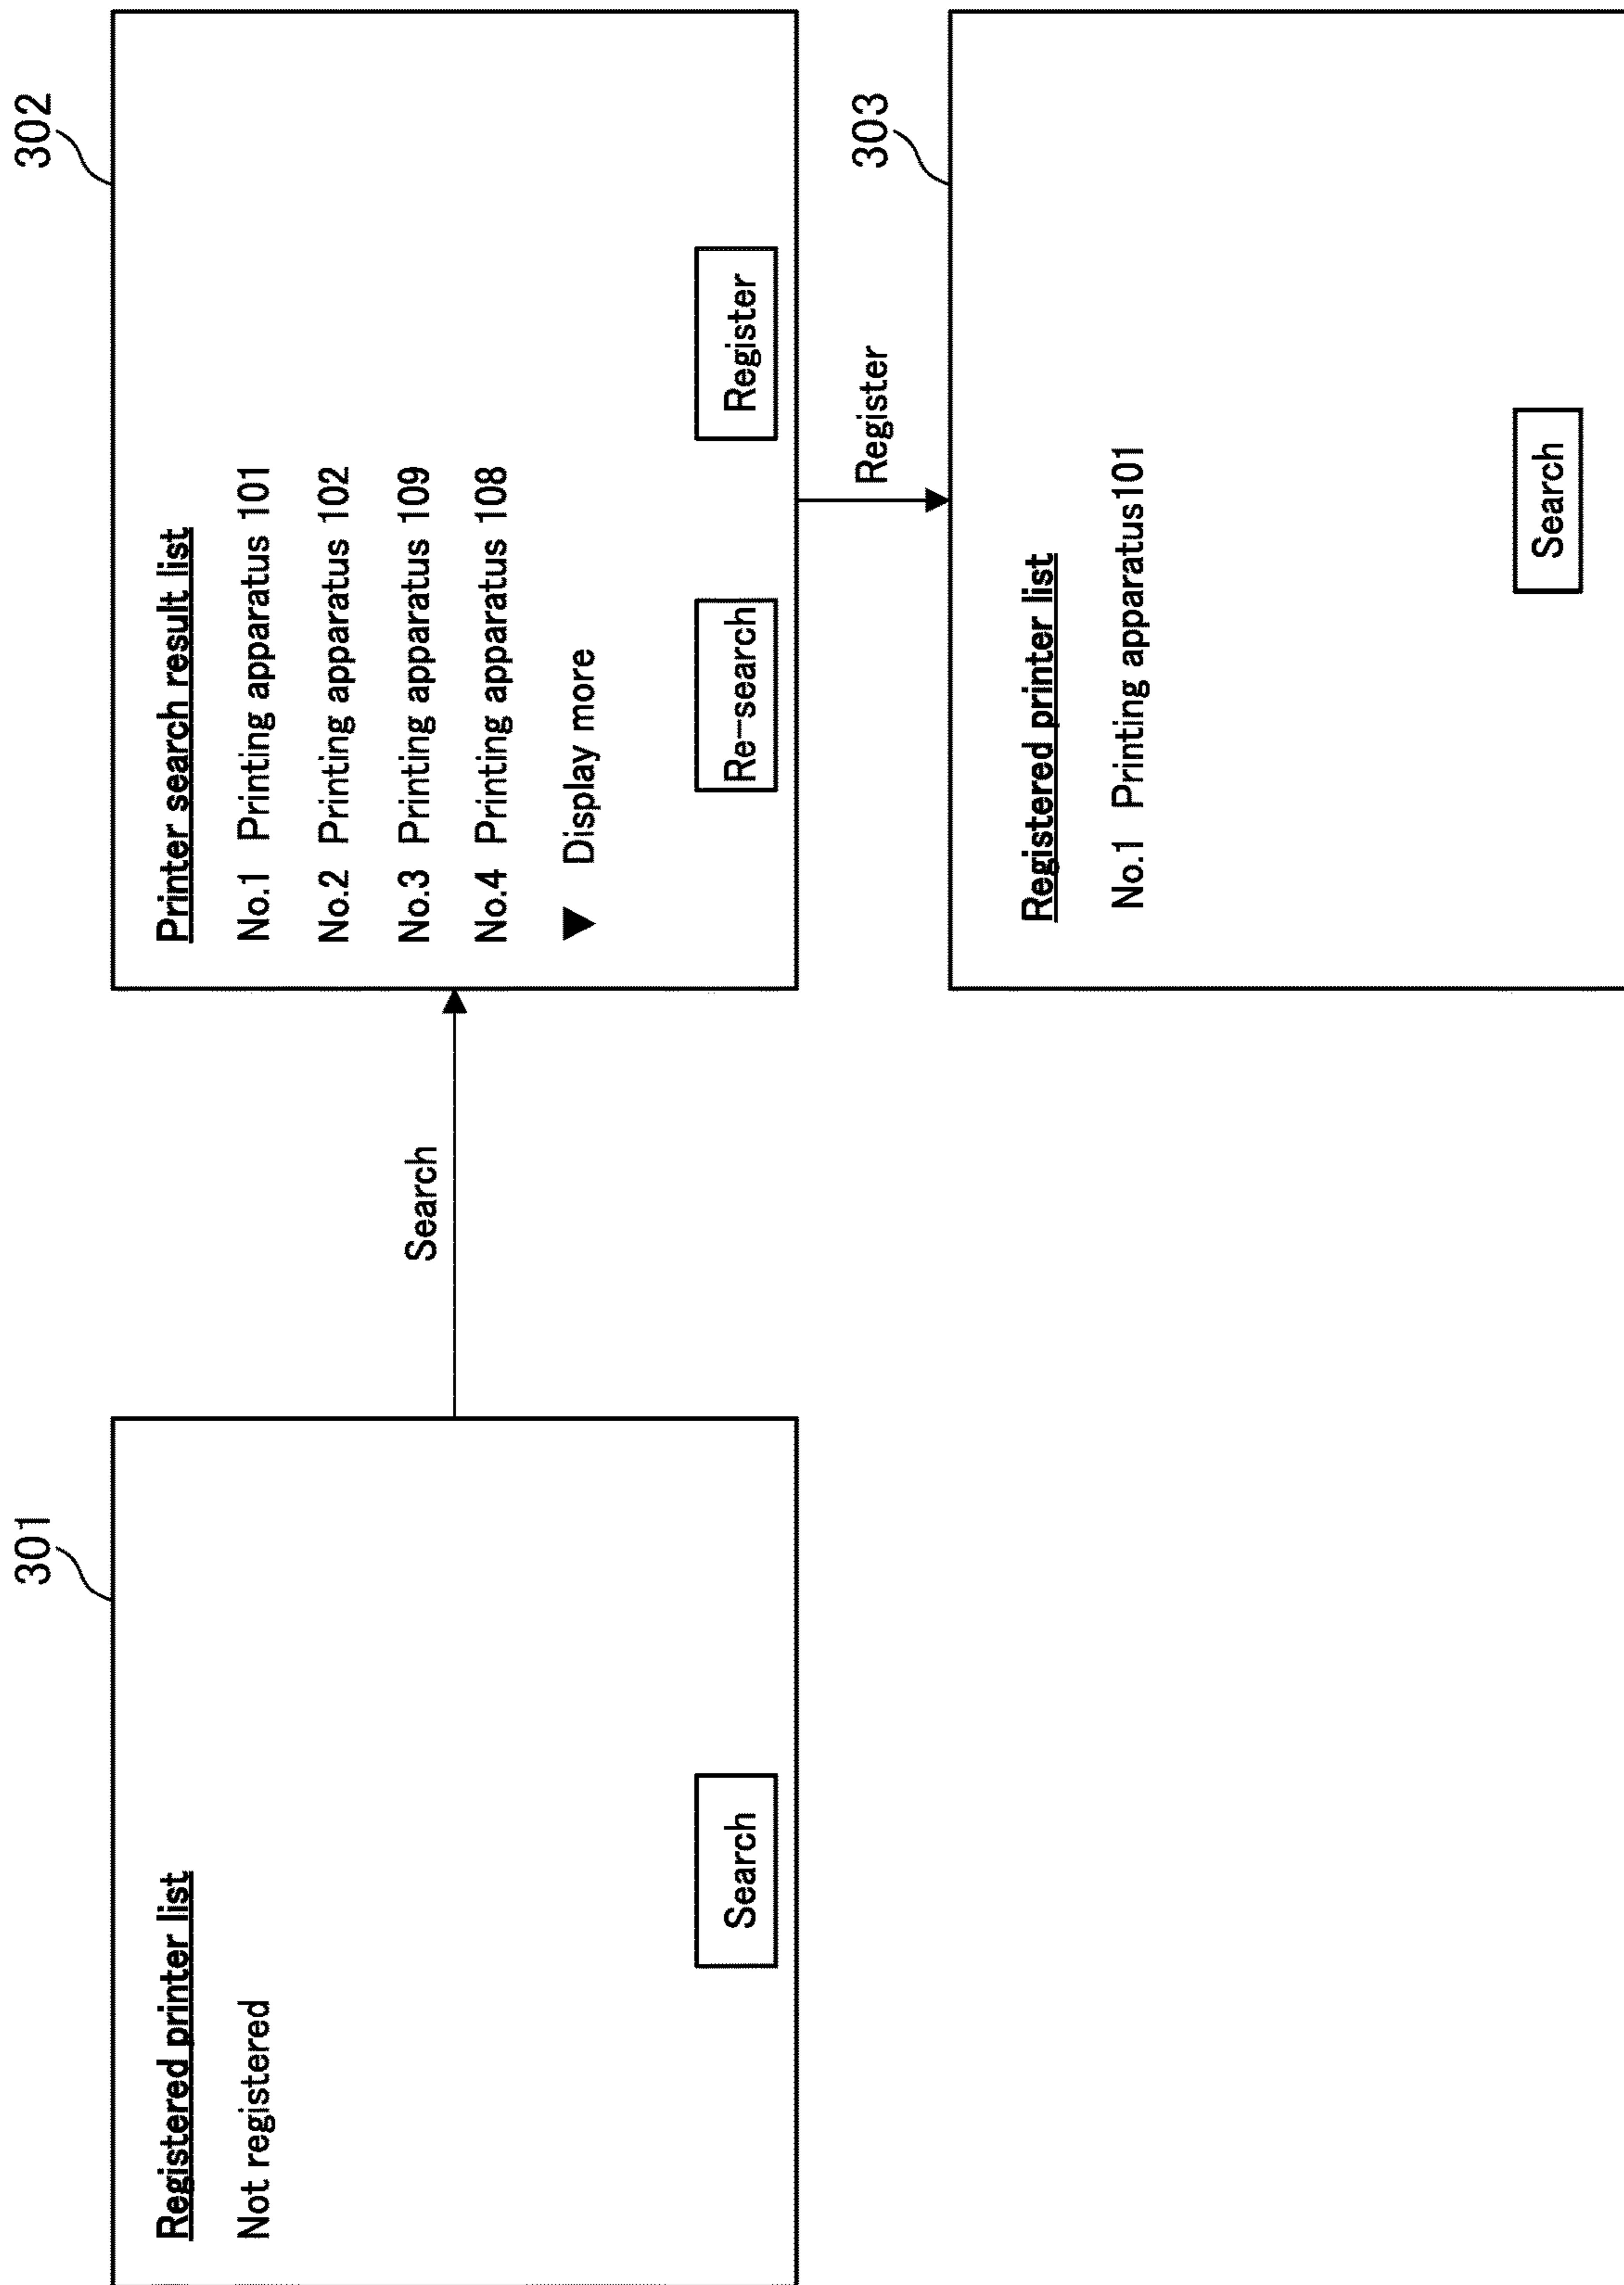 301
Registered printer list
Not registered
Search
Search
302
Printer search result list
No.1 Printing apparatus 101
No.2 Printing apparatus 102
No.3 Printing apparatus 109
No.4 Printing apparatus 108
▼ Display more
Re-search
Register
Register
303
Registered printer list
No.1 Printing apparatus101
Search